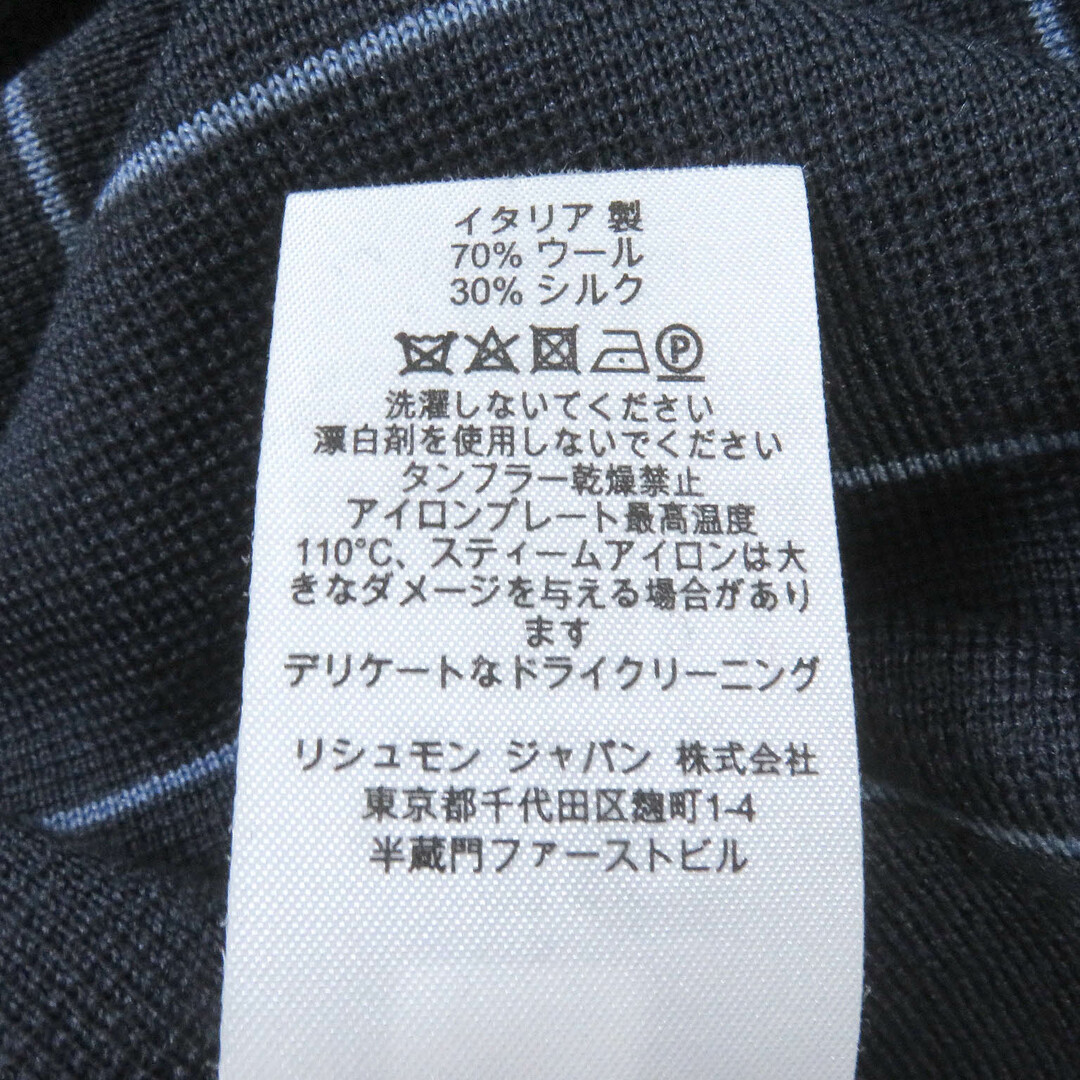 イタリア 製
70% ウール
30% シルク
P
洗濯しないてください
漂白剤を使用しないでください
タンフラー乾燥禁止
アイロンプレート最高温度
110°C、スティームアイロンは大
きなダメージを与える場合があり
ます
デリケートなドライクリーニング
リシュモン ジャパン 株式会社
東京都千代田区麹町1-4
半蔵門ファーストビル